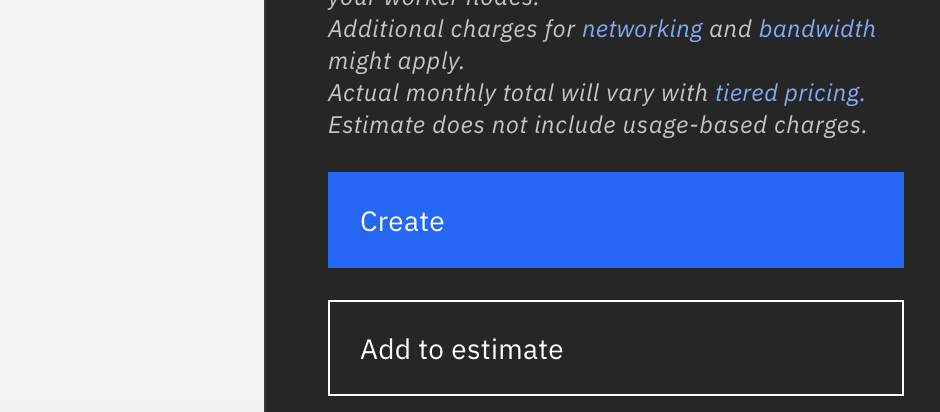 your worker nodes.
Additional charges for networking and bandwidth
might apply.
Actual monthly total will vary with tiered pricing.
Estimate does not include usage-based charges.
Create
Add to estimate